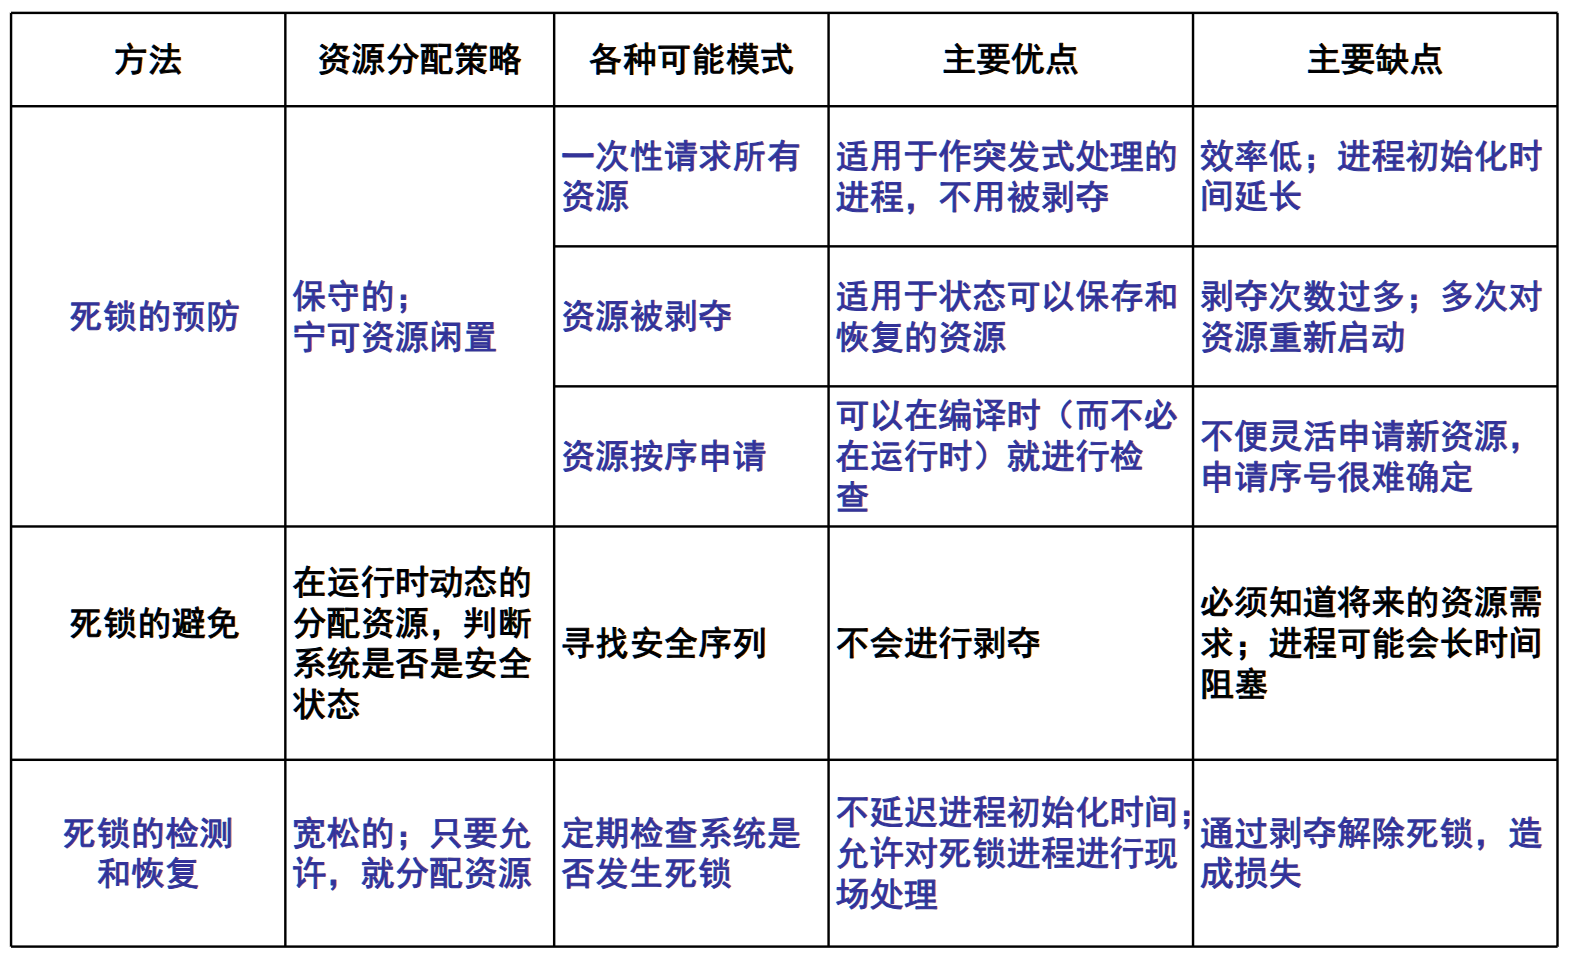 方法
资源分配策略
各种可能模式
主要优点
主要缺点
死锁的预防
保守的；
宁可资源闲置
一次性请求所有
资源
适用于作突发式处理的
进程，不用被剥夺
效率低；进程初始化时
间延长
资源被剥夺
适用于状态可以保存和
恢复的资源
剥夺次数过多；多次对
资源重新启动
资源按序申请
可以在编译时（而不必
在运行时）就进行检
查
不便灵活申请新资源，
申请序号很难确定
死锁的避免
在运行时动态的
分配资源，判断
系统是否是安全
状态
寻找安全序列
不会进行剥夺
必须知道将来的资源需
求；进程可能会长时间
阻塞
死锁的检测
和恢复
宽松的；只要允
许，就分配资源
定期检查系统是
否发生死锁
不延迟进程初始化时间；
允许对死锁进程进行现
场处理
通过剥夺解除死锁，造
成损失